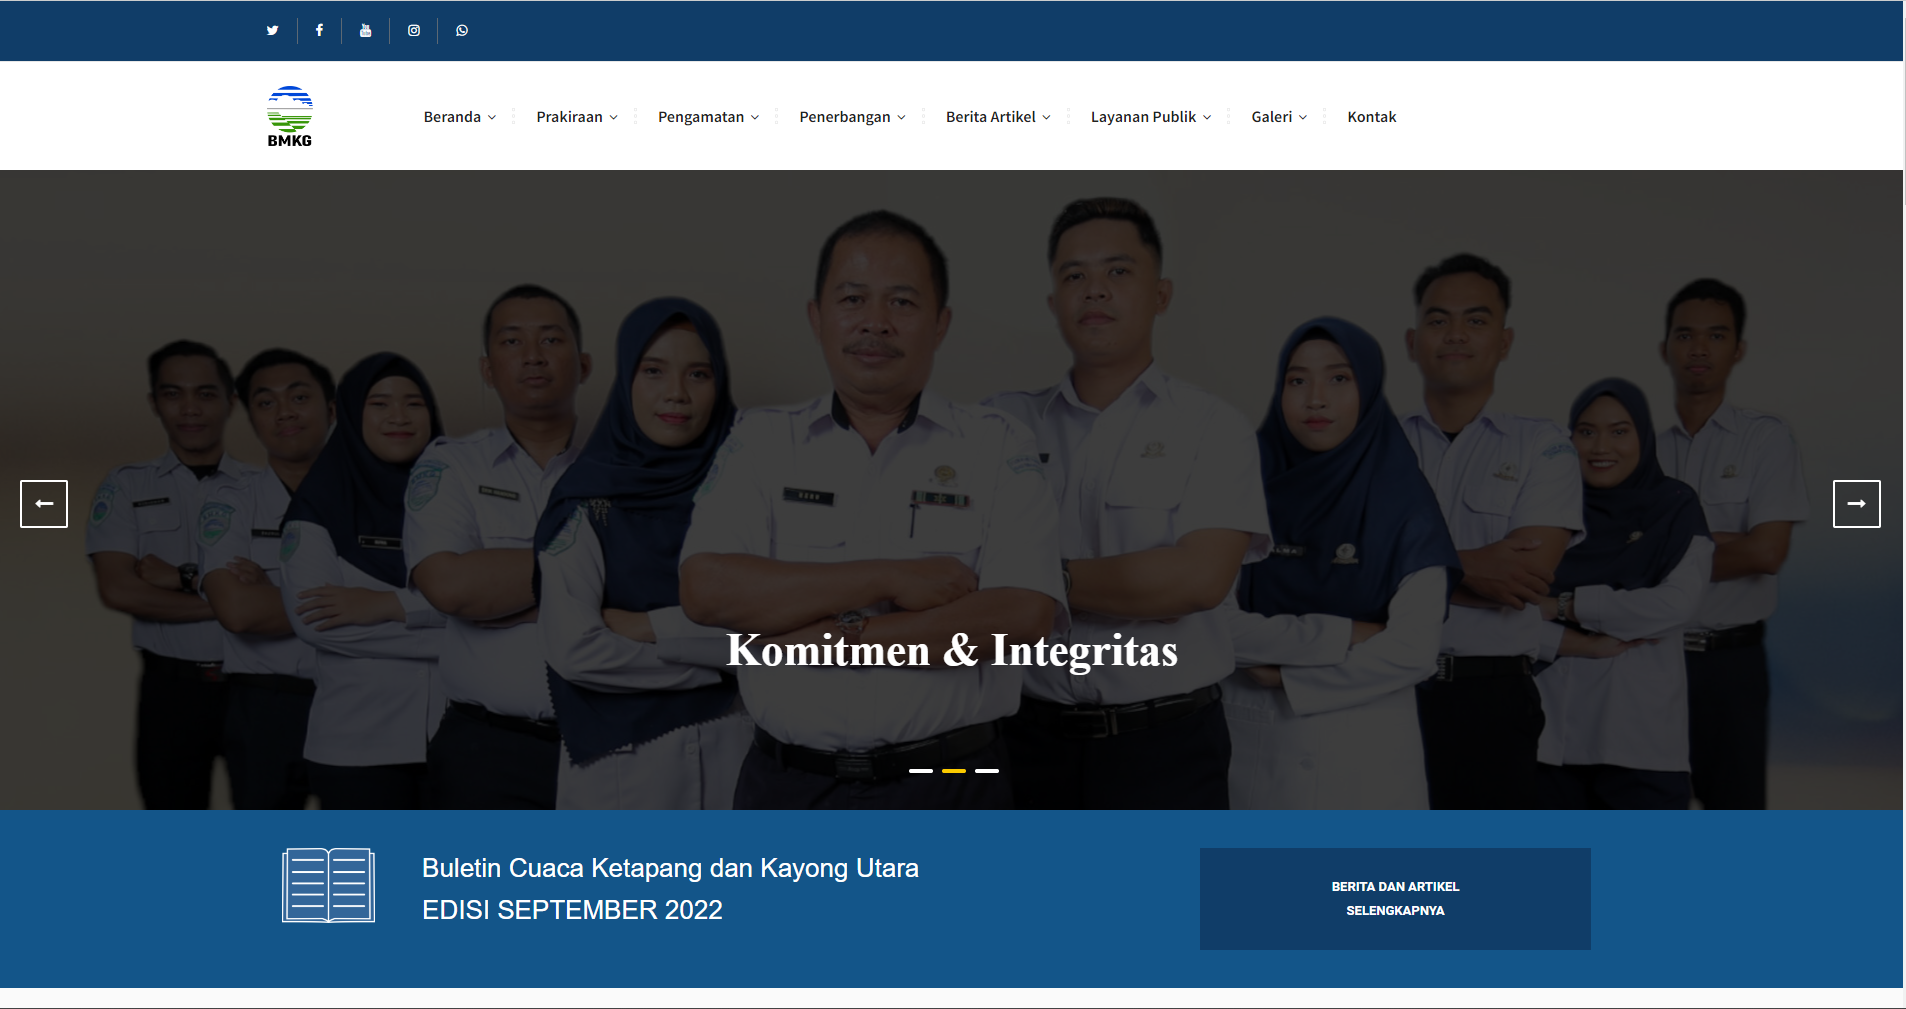 BMKG
Beranda
Prakiraan
Pengamatan
Penerbangan
Berita Artikel
Layanan Publik
Galeri
Kontak
Komitmen & Integritas
Buletin Cuaca Ketapang dan Kayong Utara
EDISI SEPTEMBER 2022
BERITA DAN ARTIKEL
SELENGKAPNYA